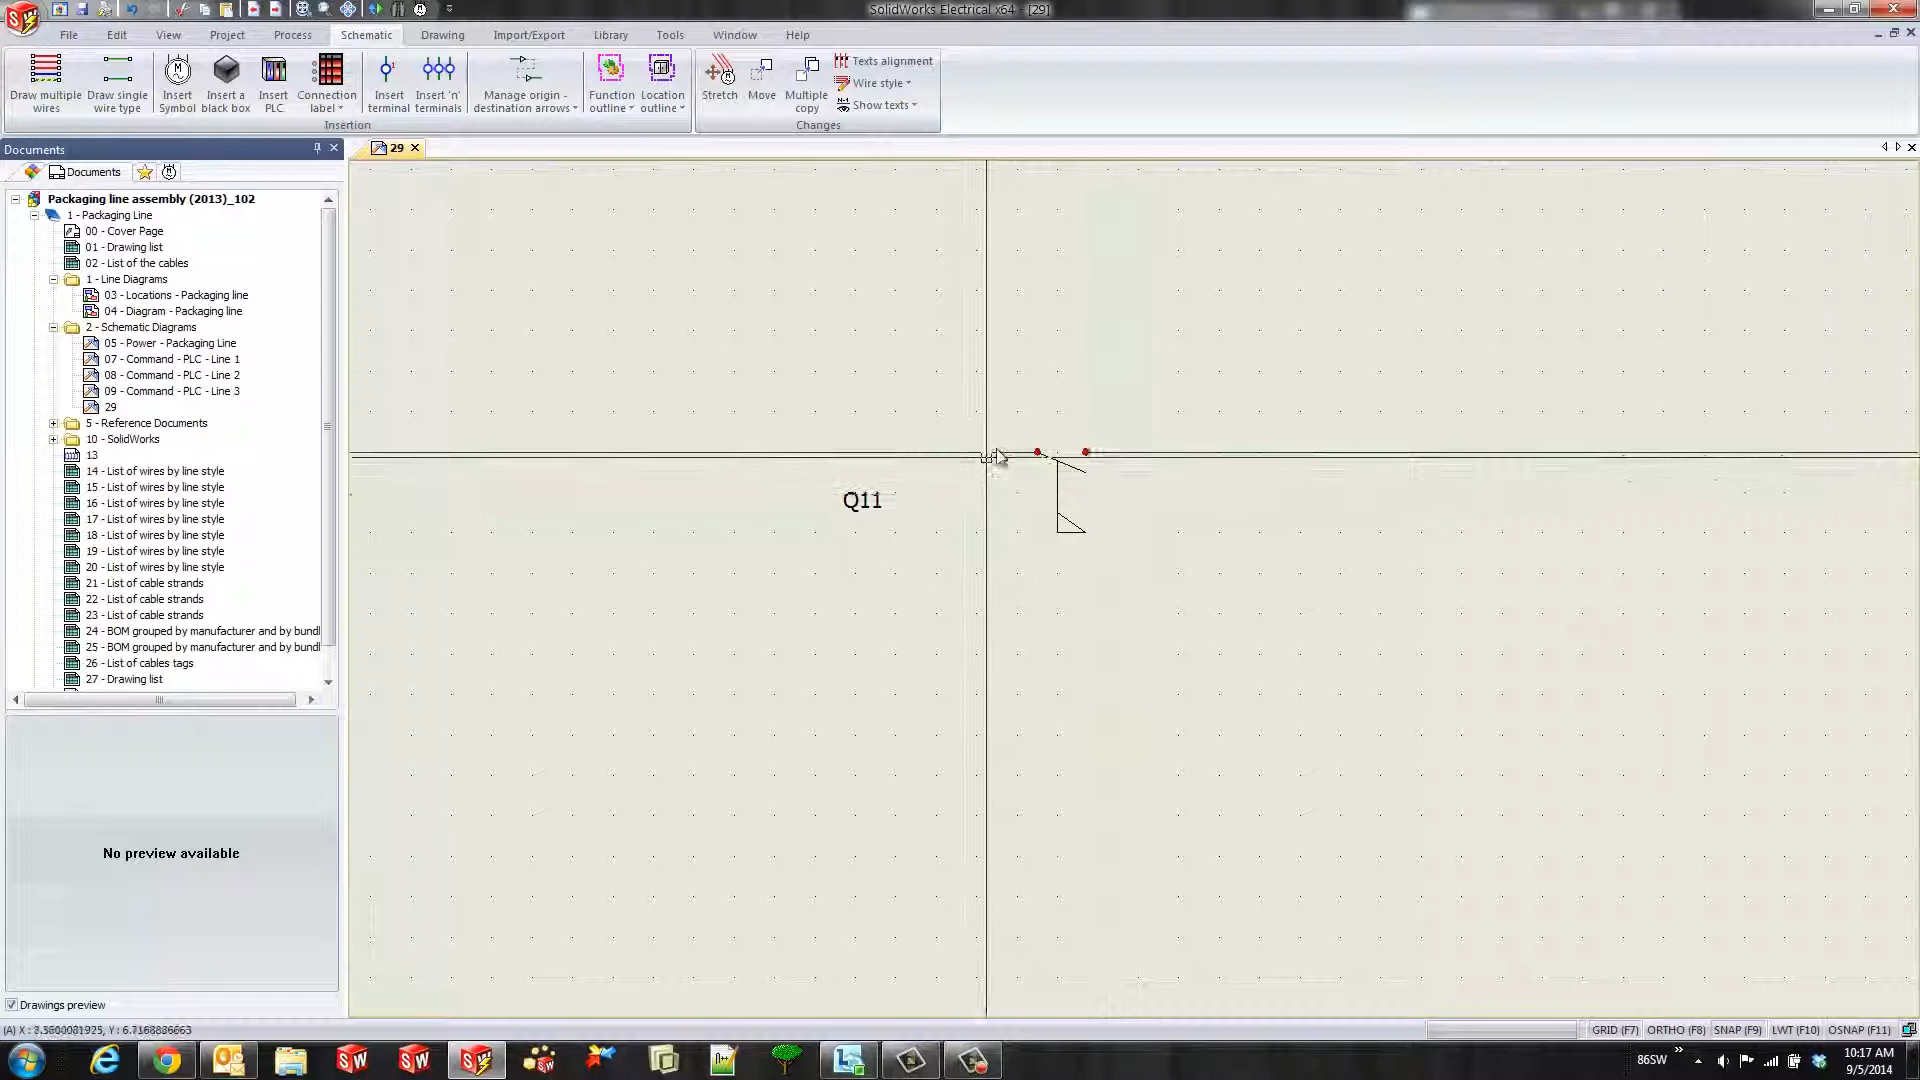 SolidWorks Electrical x64 - [29]
File Edit View Project Process Schematic Drawing Import/Export Library Tools Window Help
Draw multiple wires
Draw single wire type
Insert Symbol
Insert a black box
Insert PLC
Connection label
Insert terminal
Insert 'n' terminals
Manage origin - destination arrows
Function outline
Location outline
Stretch
Move
Multiple copy
Texts alignment
Wire style
Show texts
Insertion
Changes
Documents
Documents
29
Packaging line assembly (2013)_102
1 - Packaging Line
00 - Cover Page
01 - Drawing list
02 - List of the cables
1 - Line Diagrams
03 - Locations - Packaging line
04 - Diagram - Packaging line
2 - Schematic Diagrams
05 - Power - Packaging Line
07 - Command - PLC - Line 1
08 - Command - PLC - Line 2
09 - Command - PLC - Line 3
29
5 - Reference Documents
10 - SolidWorks
13
14 - List of wires by line style
15 - List of wires by line style
16 - List of wires by line style
17 - List of wires by line style
18 - List of wires by line style
19 - List of wires by line style
20 - List of wires by line style
21 - List of cable strands
22 - List of cable strands
23 - List of cable strands
24 - BOM grouped by manufacturer and by bundl
25 - BOM grouped by manufacturer and by bundl
26 - List of cables tags
27 - Drawing list
Q11
No preview available
Drawings preview
GRID (F7) ORTHO (F8) SNAP (F9) LWT (F10) OSNAP (F11)
86SW
10:17 AM
9/5/2014